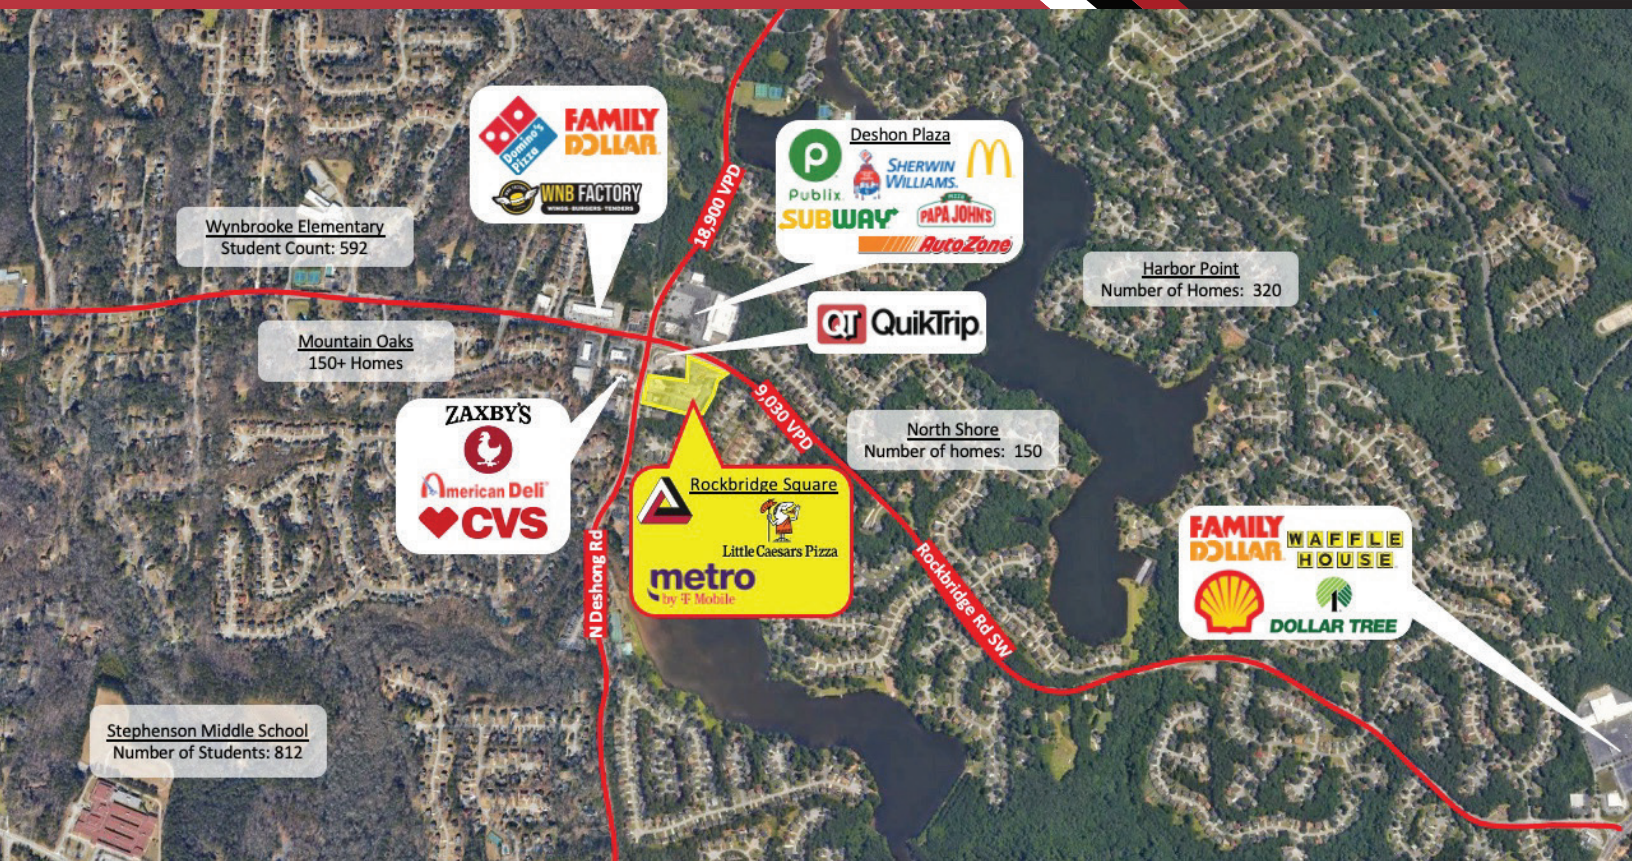 Domino's
Pizza
FAMILY
DOLLAR
WNB FACTORY
WINGS·BURGERS·TENDERS
18,900 VPD
Deshon Plaza
Publix
SHERWIN
WILLIAMS.
SUBWAY
PIZZA
PAPA JOHN'S
AutoZone
Wynbrooke Elementary
Student Count: 592
Harbor Point
Number of Homes: 320
QT QuikTrip
Mountain Oaks
150+ Homes
9,030 VPD
ZAXBY'S
American Deli
CVS
North Shore
Number of homes: 150
Rockbridge Square
Little Caesars Pizza
metro
by T Mobile
N Deshong Rd
Rockbridge Rd SW
FAMILY
DOLLAR
WAFFLE
HOUSE
DOLLAR TREE
Stephenson Middle School
Number of Students: 812